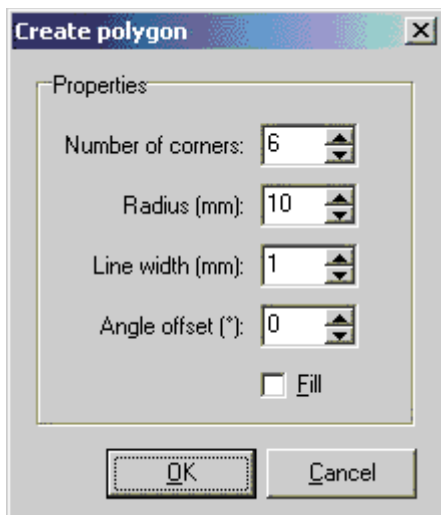 Create polygon
Properties
Number of corners: 6
Radius (mm): 10
Line width (mm): 1
Angle offset (°): 0
Fill
OK Cancel